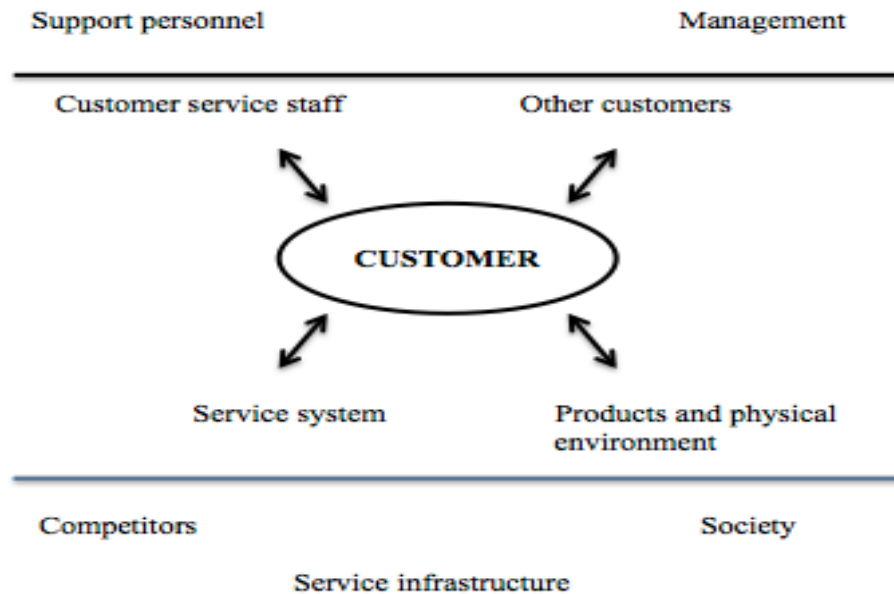 Support personnel
Management
Customer service staff
Other customers
CUSTOMER
Service system
Products and physical
environment
Competitors
Society
Service infrastructure